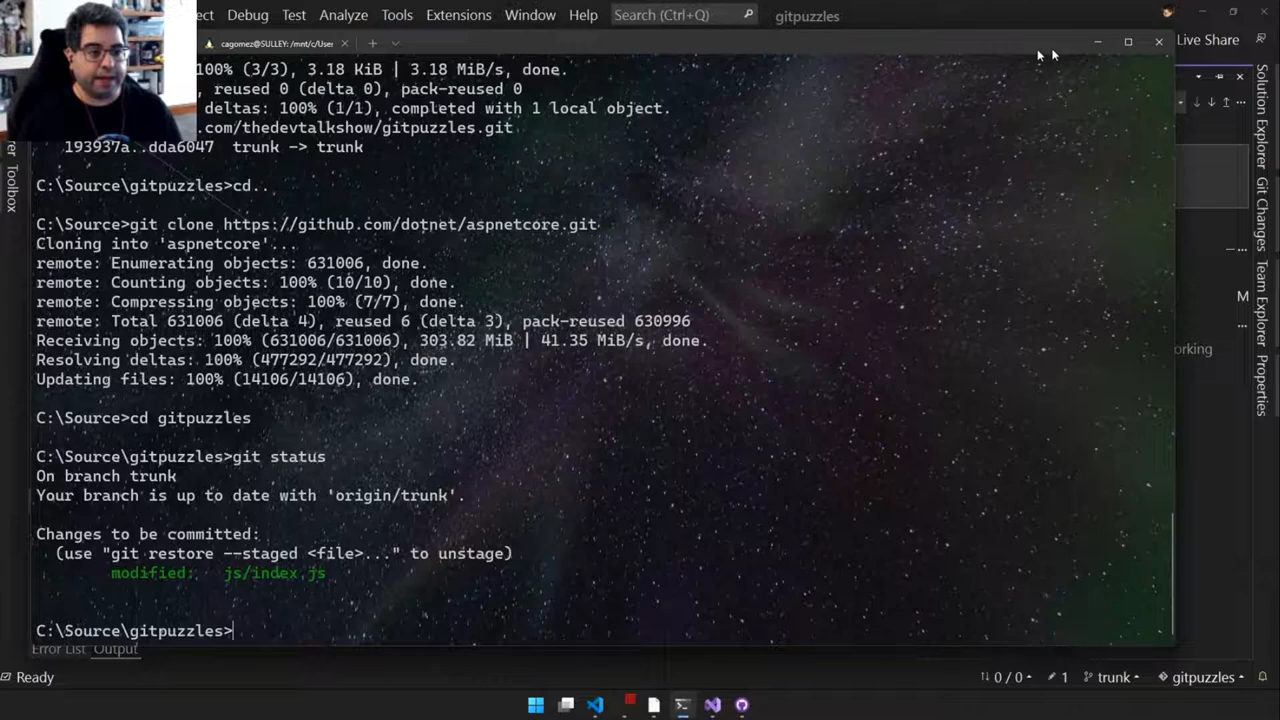 Debug Test Analyze Tools Extensions Window Help Search (Ctrl+Q) gitpuzzles
cagomez@SULLEY: /mnt/c/Use
Live Share
100% (3/3), 3.18 KiB | 3.18 MiB/s, done.
, reused 0 (delta 0), pack-reused 0
deltas: 100% (1/1), completed with 1 local object.
.com/thedevtalkshow/gitpuzzles.git
193937a..dda6047 trunk -> trunk
C:\Source\gitpuzzles>cd..
C:\Source>git clone https://github.com/dotnet/aspnetcore.git
Cloning into 'aspnetcore'...
remote: Enumerating objects: 631006, done.
remote: Counting objects: 100% (10/10), done.
remote: Compressing objects: 100% (7/7), done.
remote: Total 631006 (delta 4), reused 6 (delta 3), pack-reused 630996
Receiving objects: 100% (631006/631006), 303.82 MiB | 41.35 MiB/s, done.
Resolving deltas: 100% (477292/477292), done.
Updating files: 100% (14106/14106), done.
C:\Source>cd gitpuzzles
C:\Source\gitpuzzles>git status
On branch trunk
Your branch is up to date with 'origin/trunk'.
Changes to be committed:
(use "git restore --staged <file>..." to unstage)
modified: js/index.js
C:\Source\gitpuzzles>
Toolbox
Solution Explorer
Git Changes
Team Explorer
Properties
M
orking
Error List Output
Ready
0 / 0 1 trunk gitpuzzles